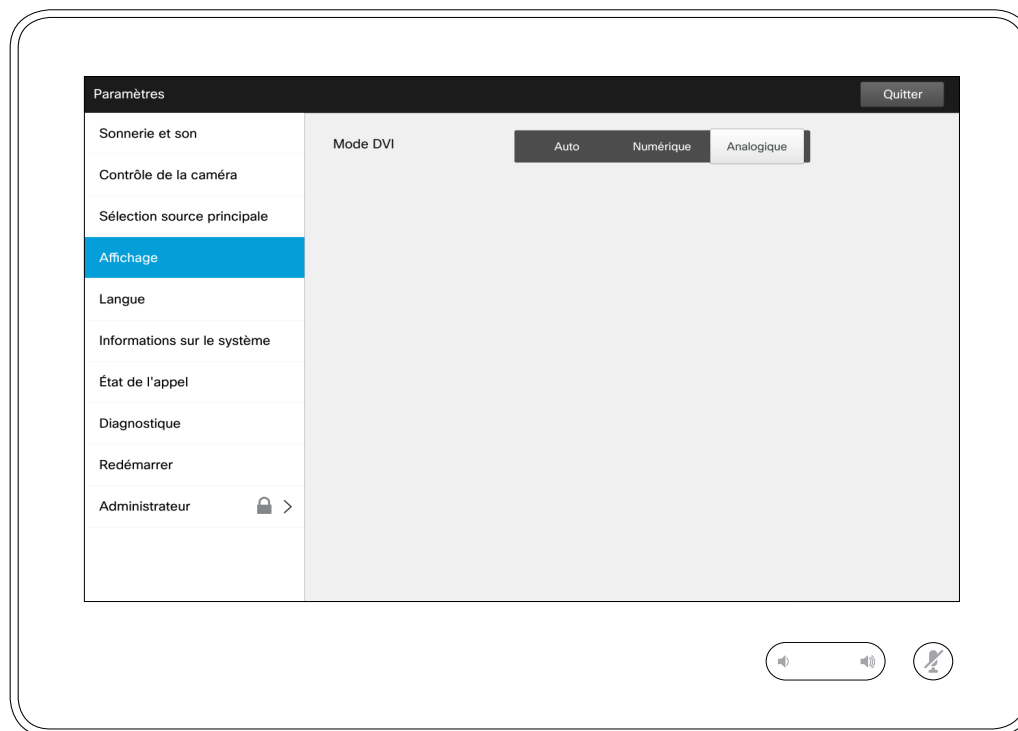 Paramètres
Quitter
Sonnerie et son
Mode DVI
Auto
Numérique
Analogique
Contrôle de la caméra
Sélection source principale
Affichage
Langue
Informations sur le système
État de l'appel
Diagnostique
Redémarrer
Administrateur